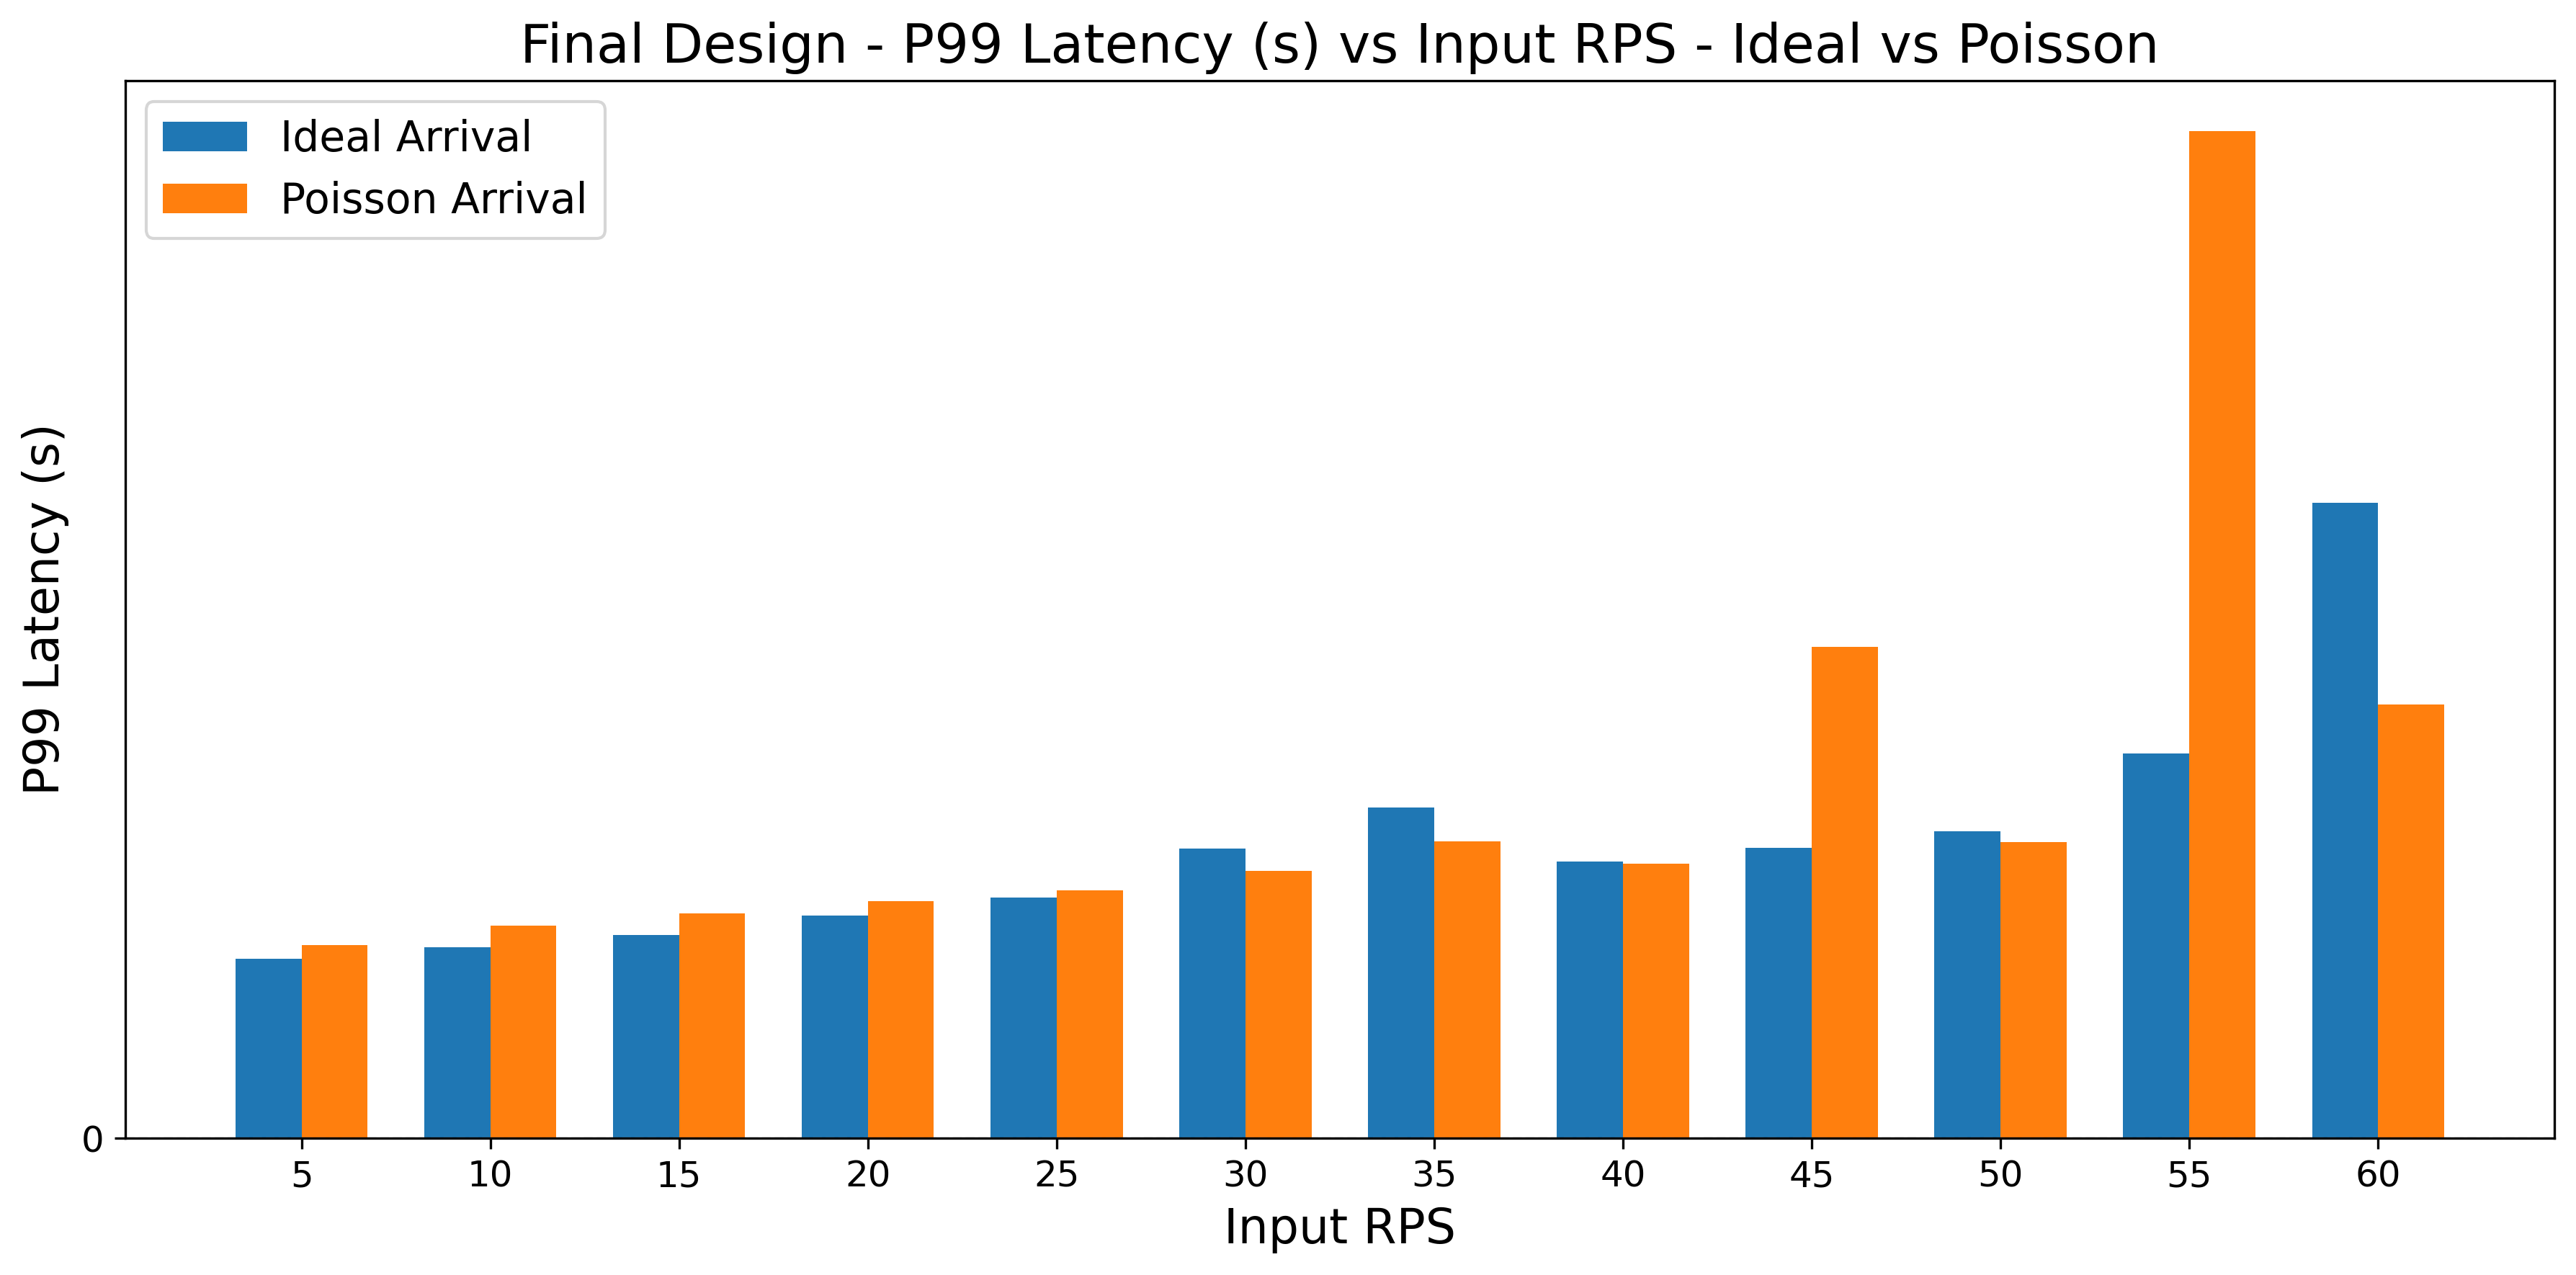 Final Design - P99 Latency (s) vs Input RPS - Ideal vs Poisson
Ideal Arrival
Poisson Arrival
P99 Latency (s)
0
5 10 15 20 25 30 35 40 45 50 55 60
Input RPS